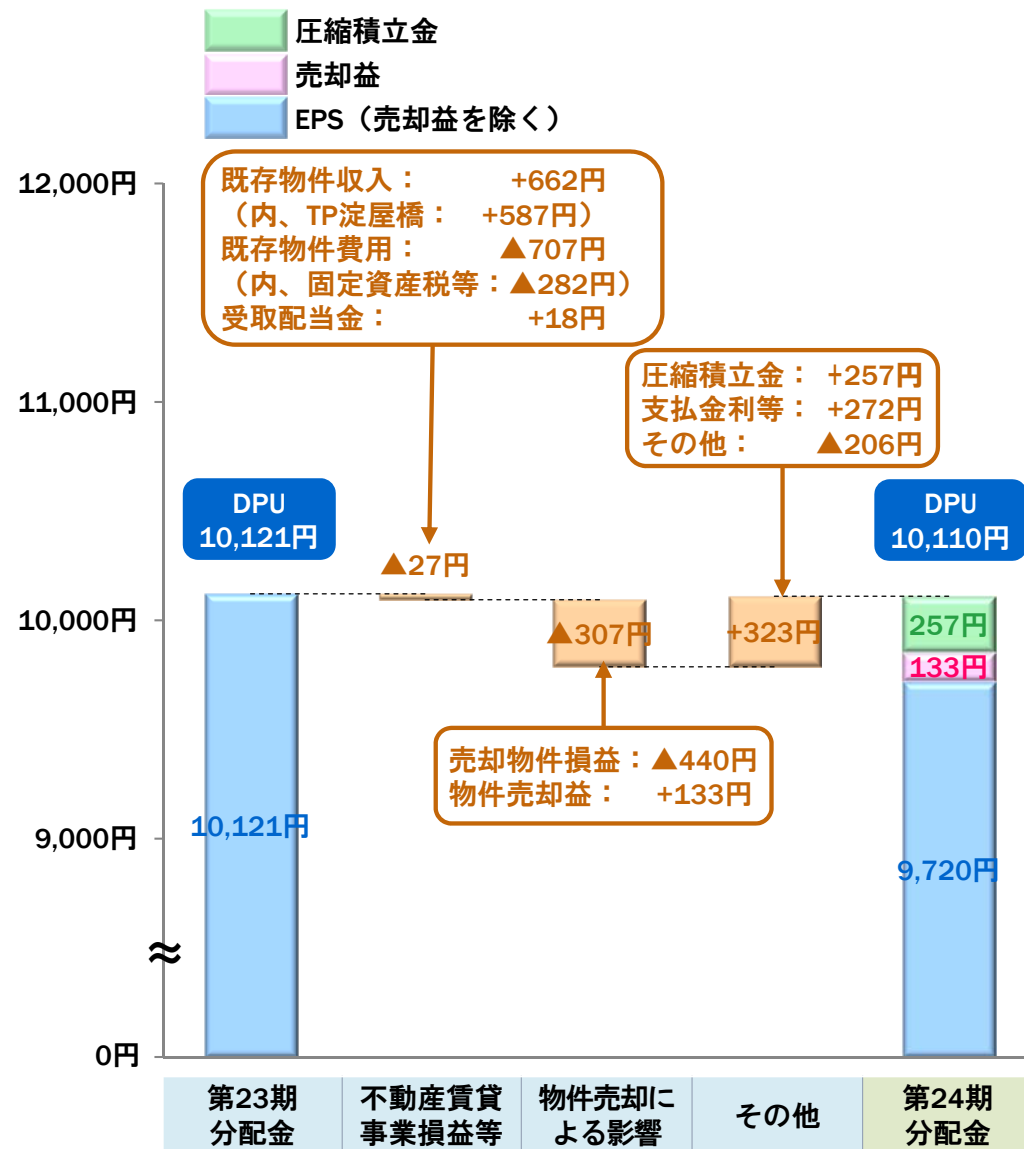 圧縮積立金
売却益
EPS（売却益を除く）
12,000円
11,000円
10,000円
9,000円
≈
0円
既存物件収入： +662円
（内、TP淀屋橋： +587円）
既存物件費用： ▲707円
（内、固定資産税等：▲282円）
受取配当金： +18円
圧縮積立金： +257円
支払金利等： +272円
その他： ▲206円
DPU
10,121円
DPU
10,110円
▲27円
▲307円
+323円
257円
133円
売却物件損益：▲440円
物件売却益： +133円
10,121円
9,720円
第23期
分配金
不動産賃貸
事業損益等
物件売却に
よる影響
その他
第24期
分配金